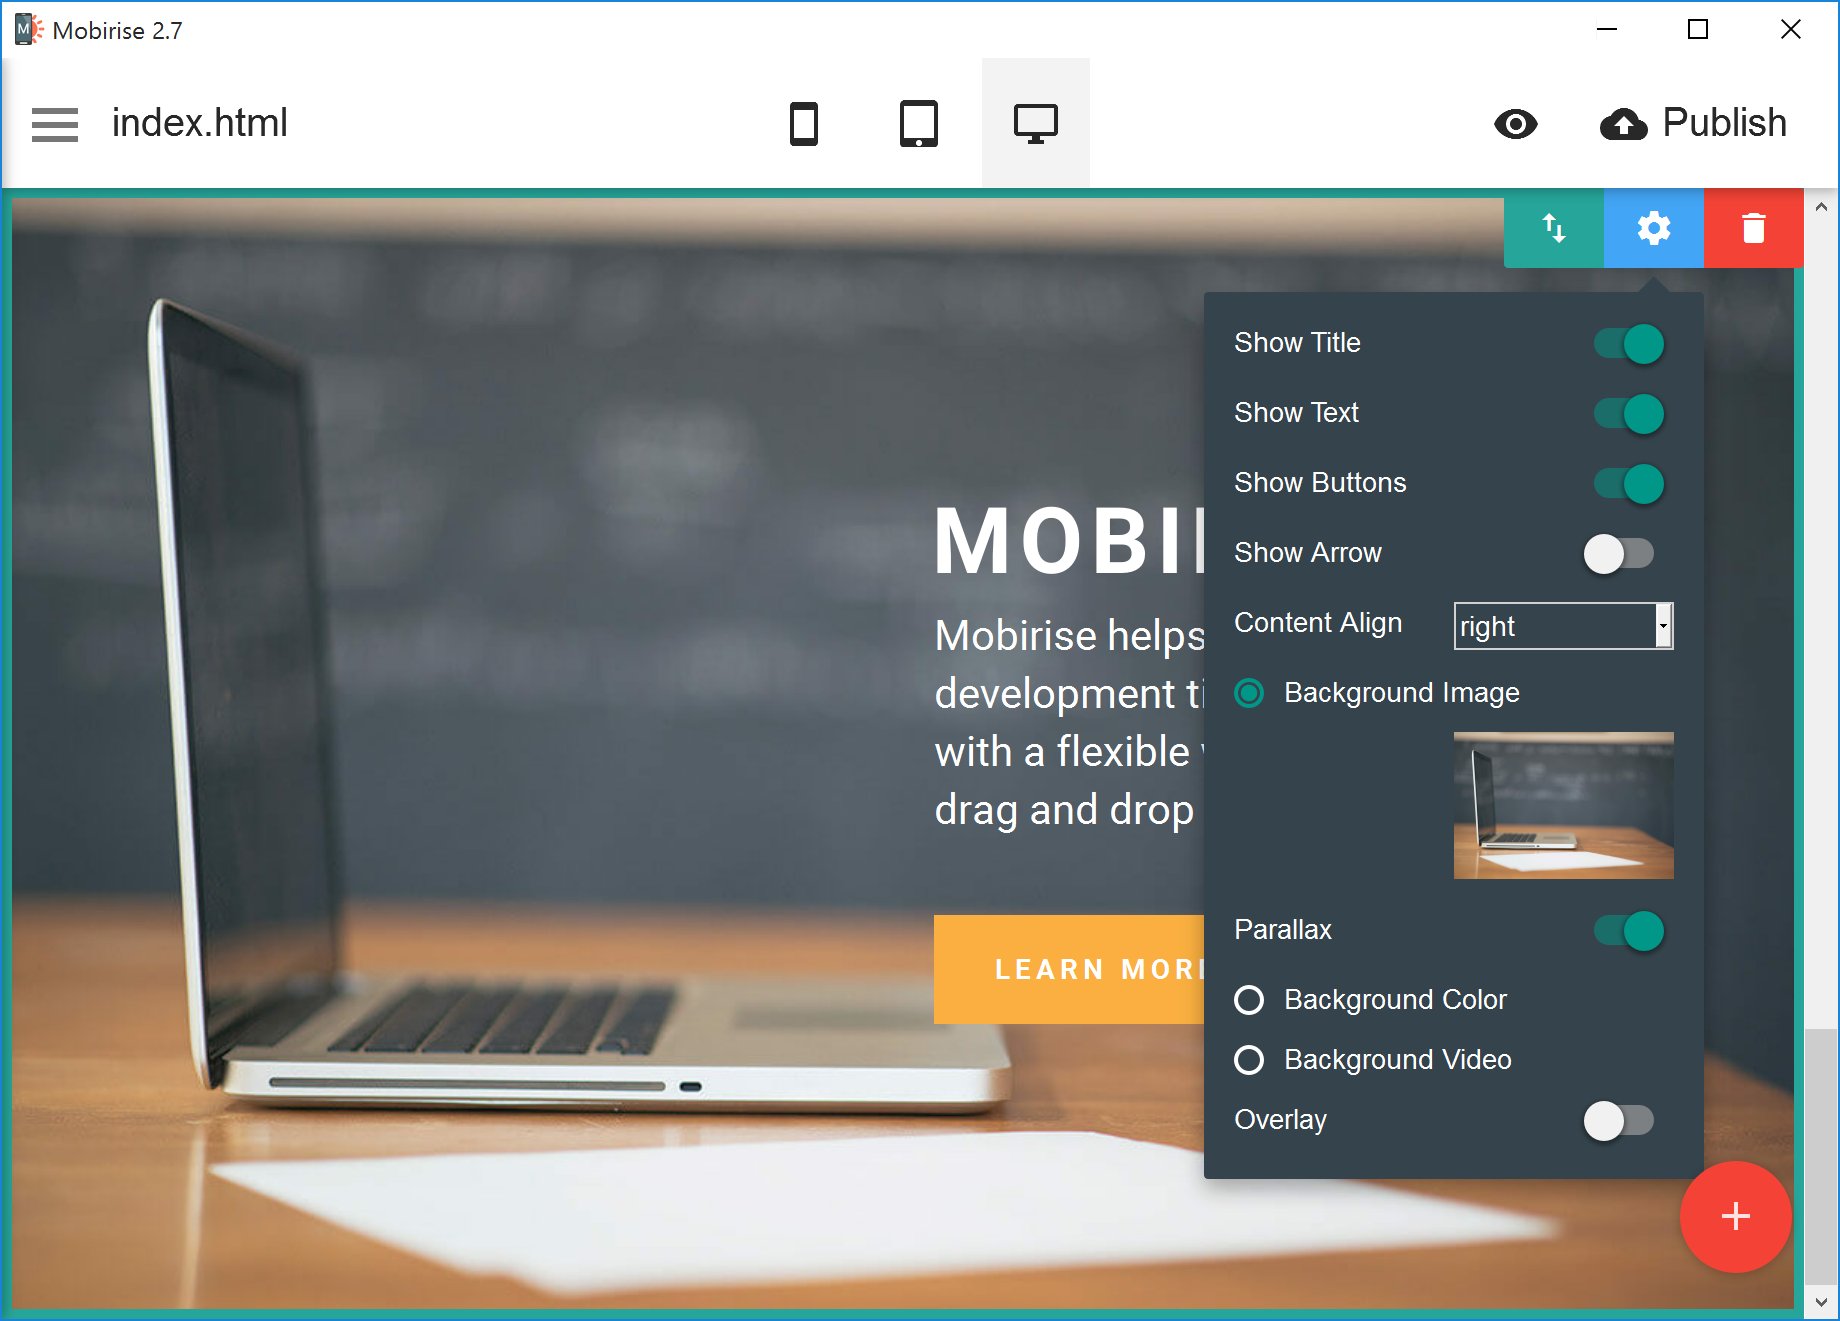 Mobirise 2.7
index.html
Publish
MOBI
Mobirise helps
development
with a flexible
drag and drop
LEARN MORE
Show Title
Show Text
Show Buttons
Show Arrow
Content Align
right
Background Image
Parallax
Background Color
Background Video
Overlay